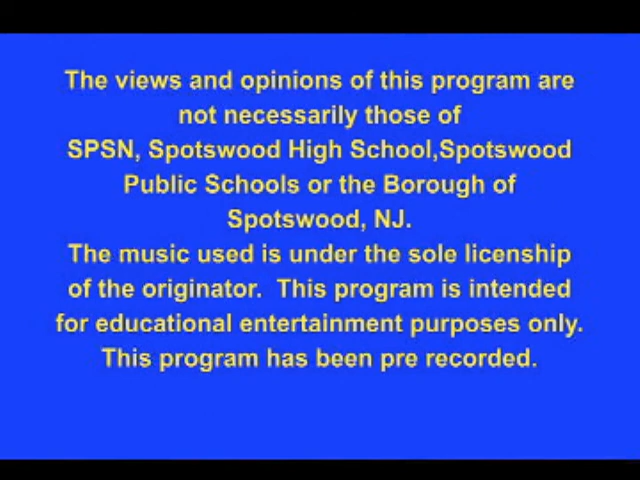 The views and opinions of this program are
not necessarily those of
SPSN, Spotswood High School,Spotswood
Public Schools or the Borough of
Spotswood, NJ.
The music used is under the sole licenship
of the originator.  This program is intended
for educational entertainment purposes only.
This program has been pre recorded.